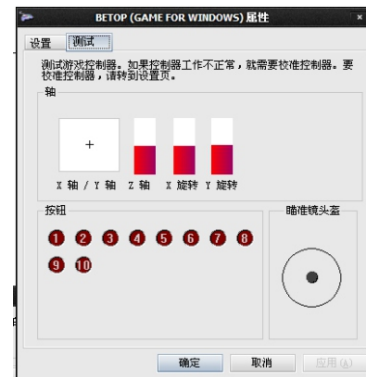 BETOP (GAME FOR WINDOWS) 属性
设置 测试
测试游戏控制器。如果控制器工作不正常，就需要校准控制器。要
校准控制器，请转到设置页。
轴
X 轴 / Y 轴 Z 轴 X 旋转 Y 旋转
按钮 瞄准镜头盔
1 2 3 4 5 6 7 8
9 10
确定 取消 应用(A)